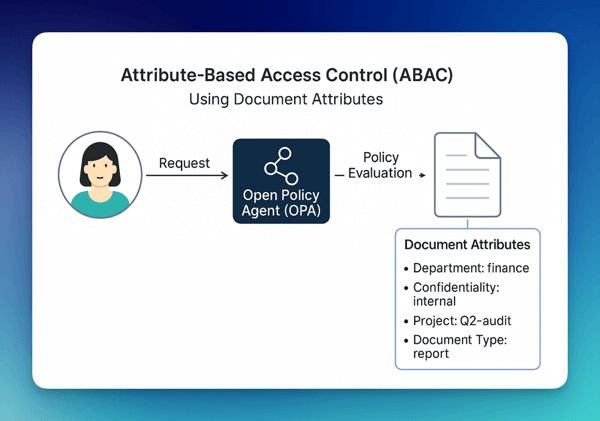 Attribute-Based Access Control (ABAC)
Using Document Attributes
Request
Open Policy
Agent (OPA)
Policy
Evaluation
Document Attributes
• Department: finance
• Confidentiality:
internal
• Project: Q2-audit
• Document Type:
report